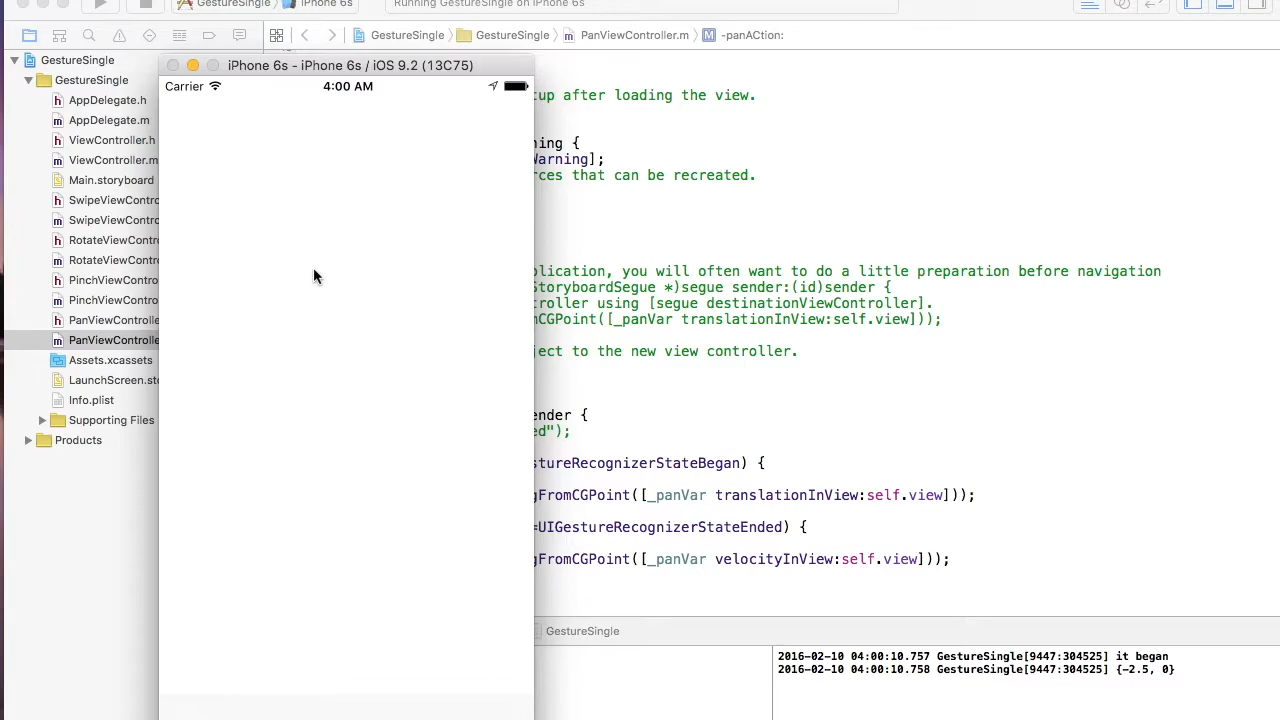 GestureSingle
iPhone 6s
Running GestureSingle on iPhone 6s
GestureSingle
GestureSingle
PanViewController.m
M
-panACtion:
GestureSingle
GestureSingle
h AppDelegate.h
m AppDelegate.m
h ViewController.h
m ViewController.m
Main.storyboard
h SwipeViewContro
m SwipeViewContro
h RotateViewContro
m RotateViewContro
h PinchViewContro
m PinchViewContro
h PanViewControlle
m PanViewControlle
Assets.xcassets
LaunchScreen.sto
Info.plist
Supporting Files
Products
iPhone 6s - iPhone 6s / iOS 9.2 (13C75)
Carrier
4:00 AM
tup after loading the view.
ning {
Warning];
rces that can be recreated.
plication, you will often want to do a little preparation before navigation
StoryboardSegue *)segue sender:(id)sender {
troller using [segue destinationViewController].
mCGPoint([_panVar translationInView:self.view]));
ject to the new view controller.
ender {
ed");
stureRecognizerStateBegan) {
gFromCGPoint([_panVar translationInView:self.view]));
=UIGestureRecognizerStateEnded) {
gFromCGPoint([_panVar velocityInView:self.view]));
GestureSingle
2016-02-10 04:00:10.757 GestureSingle[9447:304525] it began
2016-02-10 04:00:10.758 GestureSingle[9447:304525] {-2.5, 0}